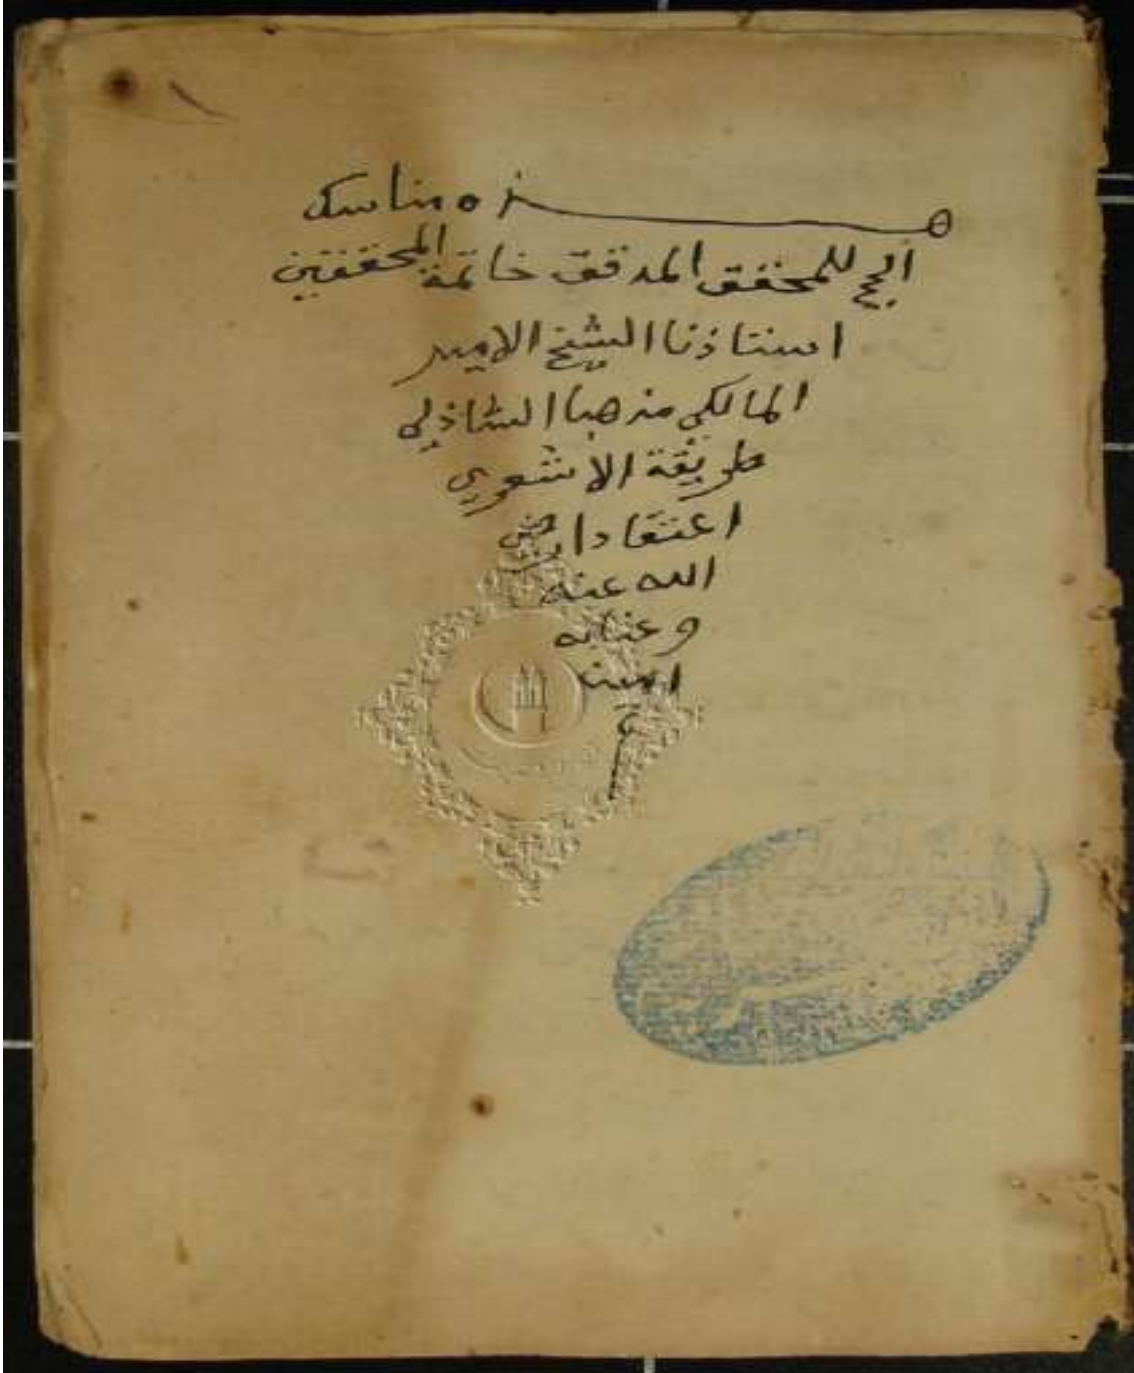 هذه مناسك
الحج للمحقق المدقق خاتمة المحققين
استاذنا الشيخ الامير
المالكي مذهبا الشاذلي
طريقة الاشعري
اعتقادا رضي
الله عنه
وعنا به
امين